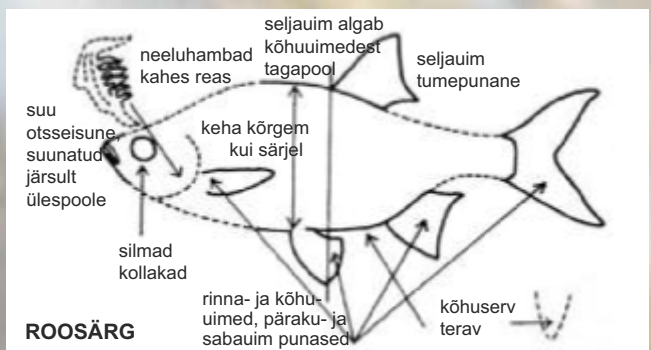 neeluhambad
kahes reas
seljauim algab
kõhuuimedest
tagapool
seljauim
tumepunane
suu
otsseisune,
suunatud
järsult
ülespoole
keha kõrgem
kui särjel
silmad
kollakad
rinna- ja kõhu-
uimed, päraku- ja
sabauim punased
kõhuserv
terav
ROOSÄRG